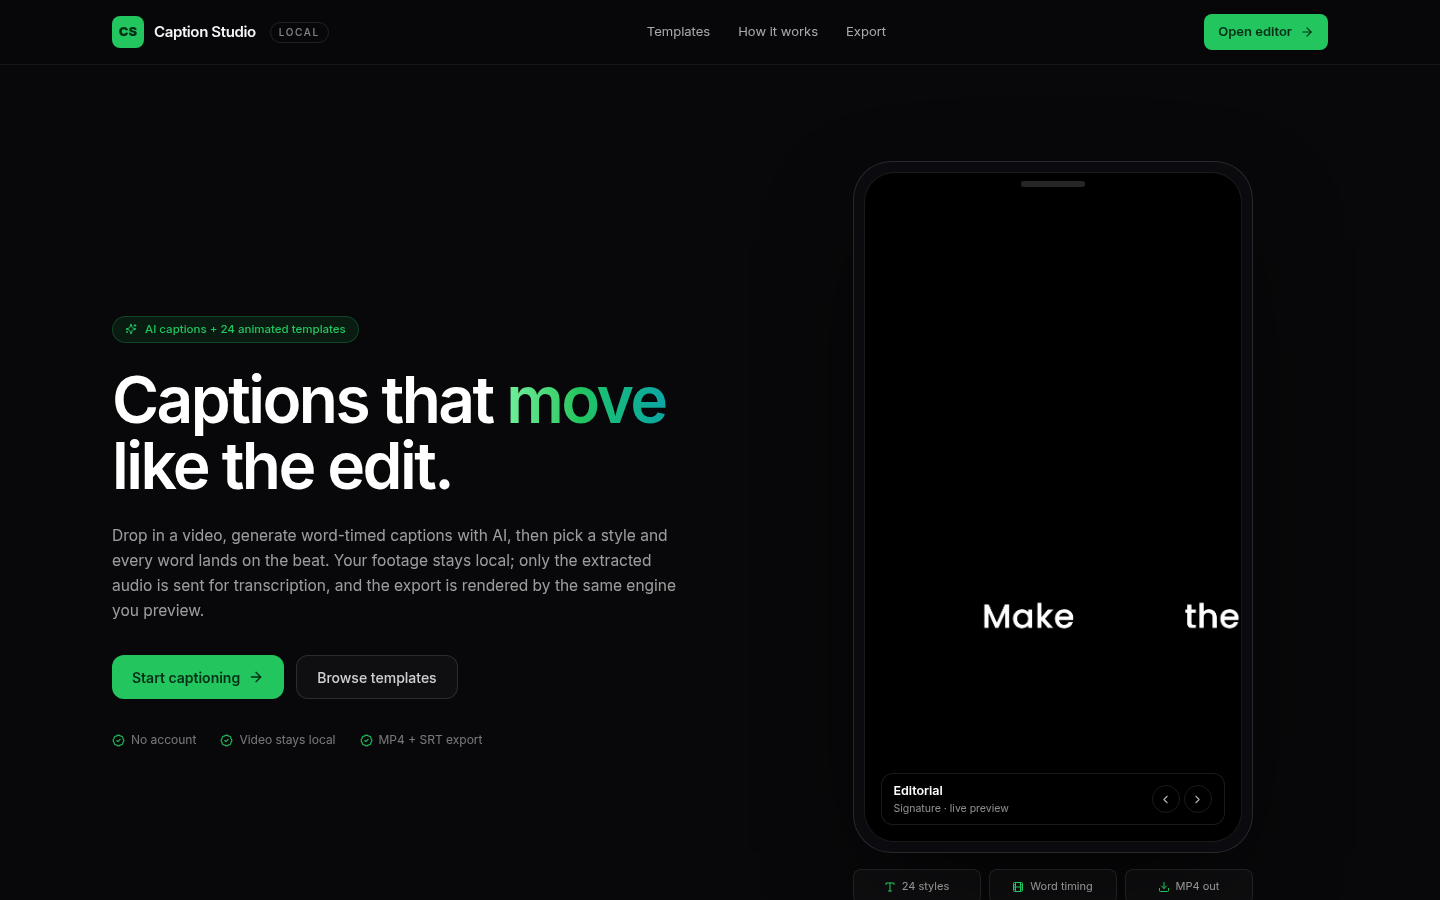 CS Caption Studio LOCAL
Templates How it works Export
Open editor
AI captions + 24 animated templates
Captions that move
like the edit.
Drop in a video, generate word-timed captions with AI, then pick a style and
every word lands on the beat. Your footage stays local; only the extracted
audio is sent for transcription, and the export is rendered by the same engine
you preview.
Start captioning Browse templates
No account Video stays local MP4 + SRT export
Make the
Editorial
Signature · live preview
24 styles Word timing MP4 out